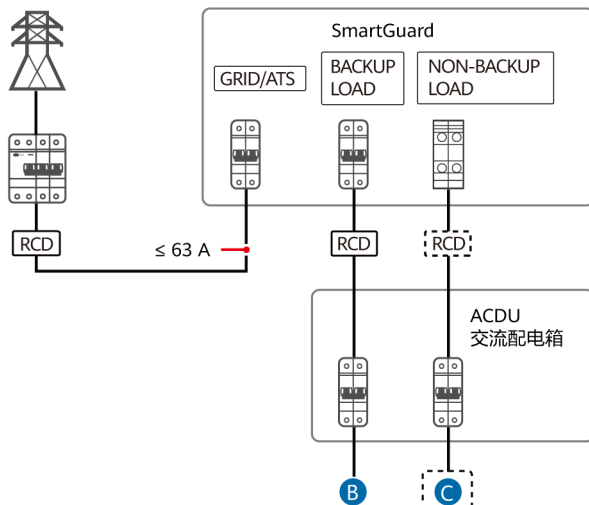 SmartGuard
GRID/ATS
BACKUP
LOAD
NON-BACKUP
LOAD
RCD
≤ 63 A
RCD
RCD
ACDU
交流配电箱
B
C